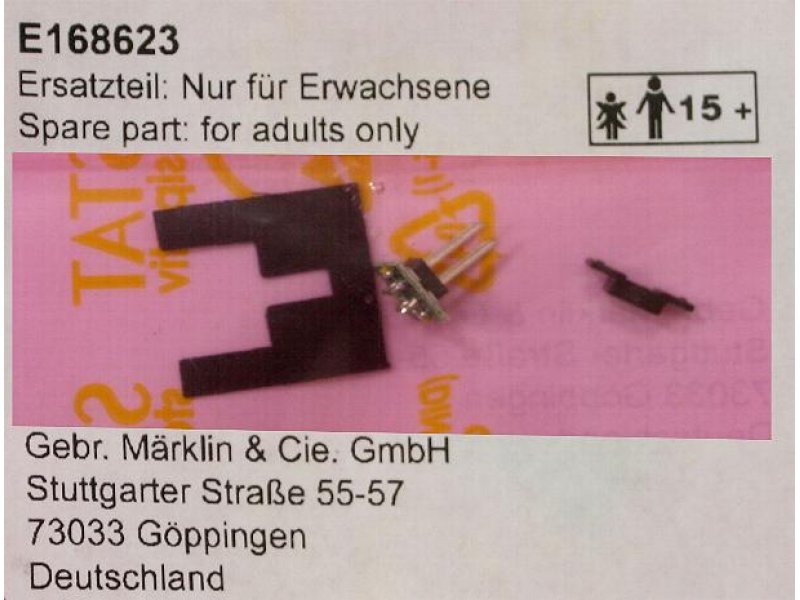 E168623
Ersatzteil: Nur für Erwachsene
Spare part: for adults only
15 +
TAT
Gebr. Märklin & Cie. GmbH
Stuttgarter Straße 55-57
73033 Göppingen
Deutschland